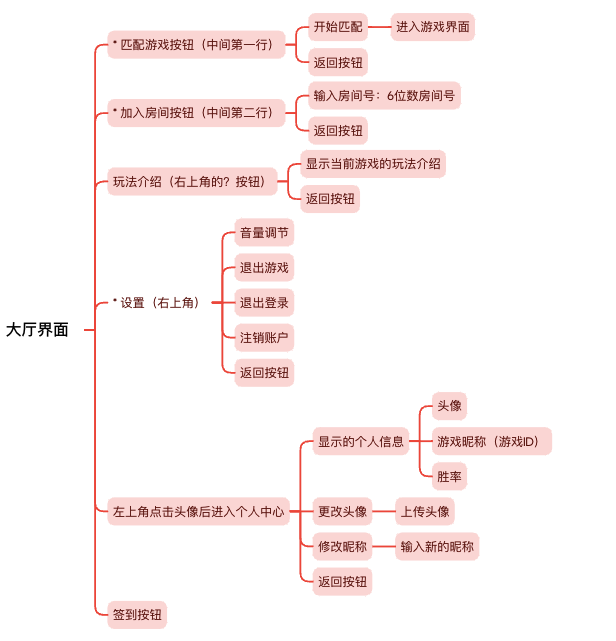 大厅界面
* 匹配游戏按钮（中间第一行）
开始匹配
进入游戏界面
返回按钮
* 加入房间按钮（中间第二行）
输入房间号：6位数房间号
返回按钮
玩法介绍（右上角的？按钮）
显示当前游戏的玩法介绍
返回按钮
* 设置（右上角）
音量调节
退出游戏
退出登录
注销账户
返回按钮
左上角点击头像后进入个人中心
显示的个人信息
头像
游戏昵称（游戏ID）
胜率
更改头像
上传头像
修改昵称
输入新的昵称
返回按钮
签到按钮